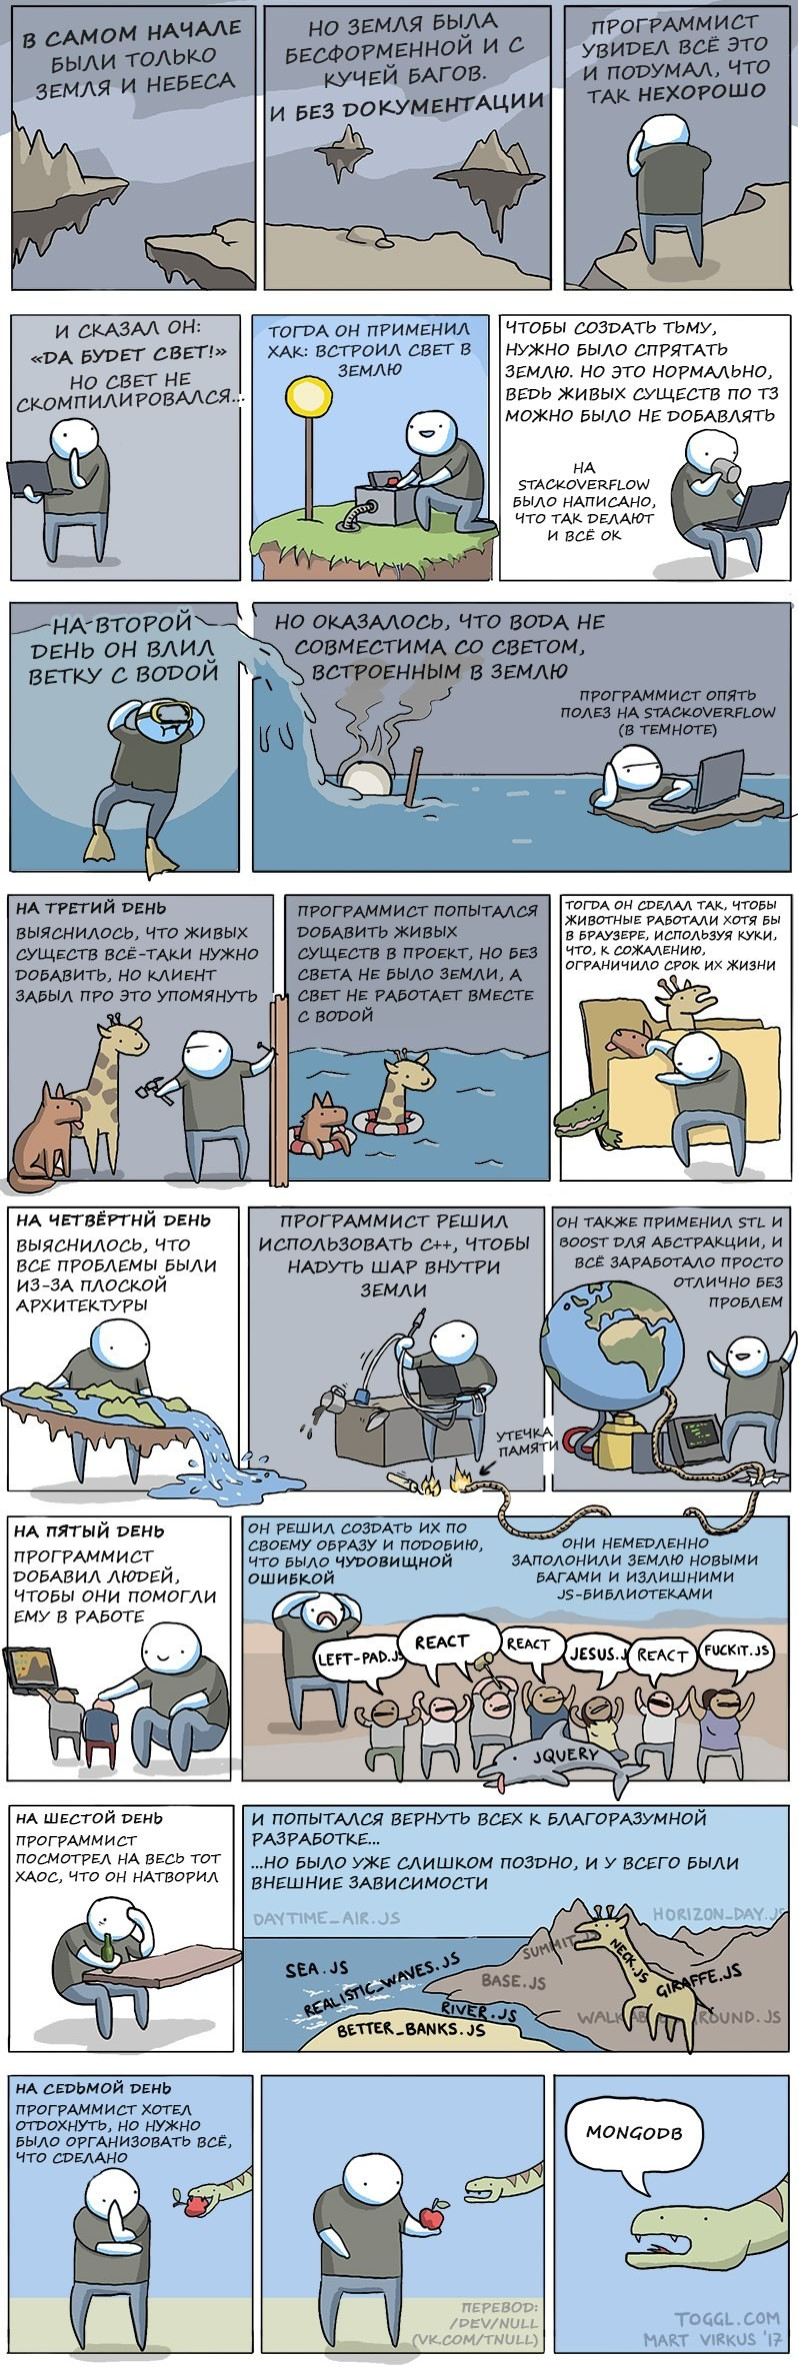 В САМОМ НАЧАЛЕ
БЫЛИ ТОЛЬКО
ЗЕМЛЯ И НЕБЕСА
НО ЗЕМЛЯ БЫЛА
БЕСФОРМЕННОЙ И С
КУЧЕЙ БАГОВ.
И БЕЗ ДОКУМЕНТАЦИИ
ПРОГРАММИСТ
УВИДЕЛ ВСЁ ЭТО
И ПОДУМАЛ, ЧТО
ТАК НЕХОРОШО
И СКАЗАЛ ОН:
«ДА БУДЕТ СВЕТ!»
НО СВЕТ НЕ
СКОМПИЛИРОВАЛСЯ...
ТОГДА ОН ПРИМЕНИЛ
ХАК: ВСТРОИЛ СВЕТ В
ЗЕМЛЮ
ЧТОБЫ СОЗДАТЬ ТЬМУ,
НУЖНО БЫЛО СПРЯТАТЬ
ЗЕМЛЮ. НО ЭТО НОРМАЛЬНО,
ВЕДЬ ЖИВЫХ СУЩЕСТВ ПО ТЗ
МОЖНО БЫЛО НЕ ДОБАВЛЯТЬ
НА
STACKOVERFLOW
БЫЛО НАПИСАНО,
ЧТО ТАК ДЕЛАЮТ
И ВСЁ ОК
НА ВТОРОЙ
ДЕНЬ ОН ВЛИЛ
ВЕТКУ С ВОДОЙ
НО ОКАЗАЛОСЬ, ЧТО ВОДА НЕ
СОВМЕСТИМА СО СВЕТОМ,
ВСТРОЕННЫМ В ЗЕМЛЮ
ПРОГРАММИСТ ОПЯТЬ
ПОЛЕЗ НА STACKOVERFLOW
(В ТЕМНОТЕ)
НА ТРЕТИЙ ДЕНЬ
ВЫЯСНИЛОСЬ, ЧТО ЖИВЫХ
СУЩЕСТВ ВСЁ-ТАКИ НУЖНО
ДОБАВИТЬ, НО КЛИЕНТ
ЗАБЫЛ ПРО ЭТО УПОМЯНУТЬ
ПРОГРАММИСТ ПОПЫТАЛСЯ
ДОБАВИТЬ ЖИВЫХ
СУЩЕСТВ В ПРОЕКТ, НО БЕЗ
СВЕТА НЕ БЫЛО ЗЕМЛИ, А
СВЕТ НЕ РАБОТАЕТ ВМЕСТЕ
С ВОДОЙ
ТОГДА ОН СДЕЛАЛ ТАК, ЧТОБЫ
ЖИВОТНЫЕ РАБОТАЛИ ХОТЯ БЫ
В БРАУЗЕРЕ, ИСПОЛЬЗУЯ КУКИ,
ЧТО, К СОЖАЛЕНИЮ,
ОГРАНИЧИЛО СРОК ИХ ЖИЗНИ
НА ЧЕТВЁРТНЙ ДЕНЬ
ВЫЯСНИЛОСЬ, ЧТО
ВСЕ ПРОБЛЕМЫ БЫЛИ
ИЗ-ЗА ПЛОСКОЙ
АРХИТЕКТУРЫ
ПРОГРАММИСТ РЕШИЛ
ИСПОЛЬЗОВАТЬ C++, ЧТОБЫ
НАДУТЬ ШАР ВНУТРИ
ЗЕМЛИ
УТЕЧКА
ПАМЯТИ
ОН ТАКЖЕ ПРИМЕНИЛ STL И
BOOST ДЛЯ АБСТРАКЦИИ, И
ВСЁ ЗАРАБОТАЛО ПРОСТО
ОТЛИЧНО БЕЗ
ПРОБЛЕМ
НА ПЯТЫЙ ДЕНЬ
ПРОГРАММИСТ
ДОБАВИЛ ЛЮДЕЙ,
ЧТОБЫ ОНИ ПОМОГЛИ
ЕМУ В РАБОТЕ
ОН РЕШИЛ СОЗДАТЬ ИХ ПО
СВОЕМУ ОБРАЗУ И ПОДОБИЮ,
ЧТО БЫЛО ЧУДОВИЩНОЙ
ОШИБКОЙ
ОНИ НЕМЕДЛЕННО
ЗАПОЛОНИЛИ ЗЕМЛЮ НОВЫМИ
БАГАМИ И ИЗЛИШНИМИ
JS-БИБЛИОТЕКАМИ
LEFT-PAD.JS
REACT
REACT
JESUS.J
REACT
FUCKIT.JS
JQUERY
НА ШЕСТОЙ ДЕНЬ
ПРОГРАММИСТ
ПОСМОТРЕЛ НА ВЕСЬ ТОТ
ХАОС, ЧТО ОН НАТВОРИЛ
И ПОПЫТАЛСЯ ВЕРНУТЬ ВСЕХ К БЛАГОРАЗУМНОЙ
РАЗРАБОТКЕ...
...НО БЫЛО УЖЕ СЛИШКОМ ПОЗДНО, И У ВСЕГО БЫЛИ
ВНЕШНИЕ ЗАВИСИМОСТИ
DAYTIME_AIR.JS
HORIZON_DAY.JS
SUMMIT.JS
SEA.JS
REALISTIC_WAVES.JS
BASE.JS
NECK.JS
GIRAFFE.JS
RIVER.JS
BETTER_BANKS.JS
НА СЕДЬМОЙ ДЕНЬ
ПРОГРАММИСТ ХОТЕЛ
ОТДОХНУТЬ, НО НУЖНО
БЫЛО ОРГАНИЗОВАТЬ ВСЁ,
ЧТО СДЕЛАНО
ПЕРЕВОД:
/DEV/NULL
(VK.COM/TNULL)
MONGODB
TOGGL.COM
MART VIRKUS '17